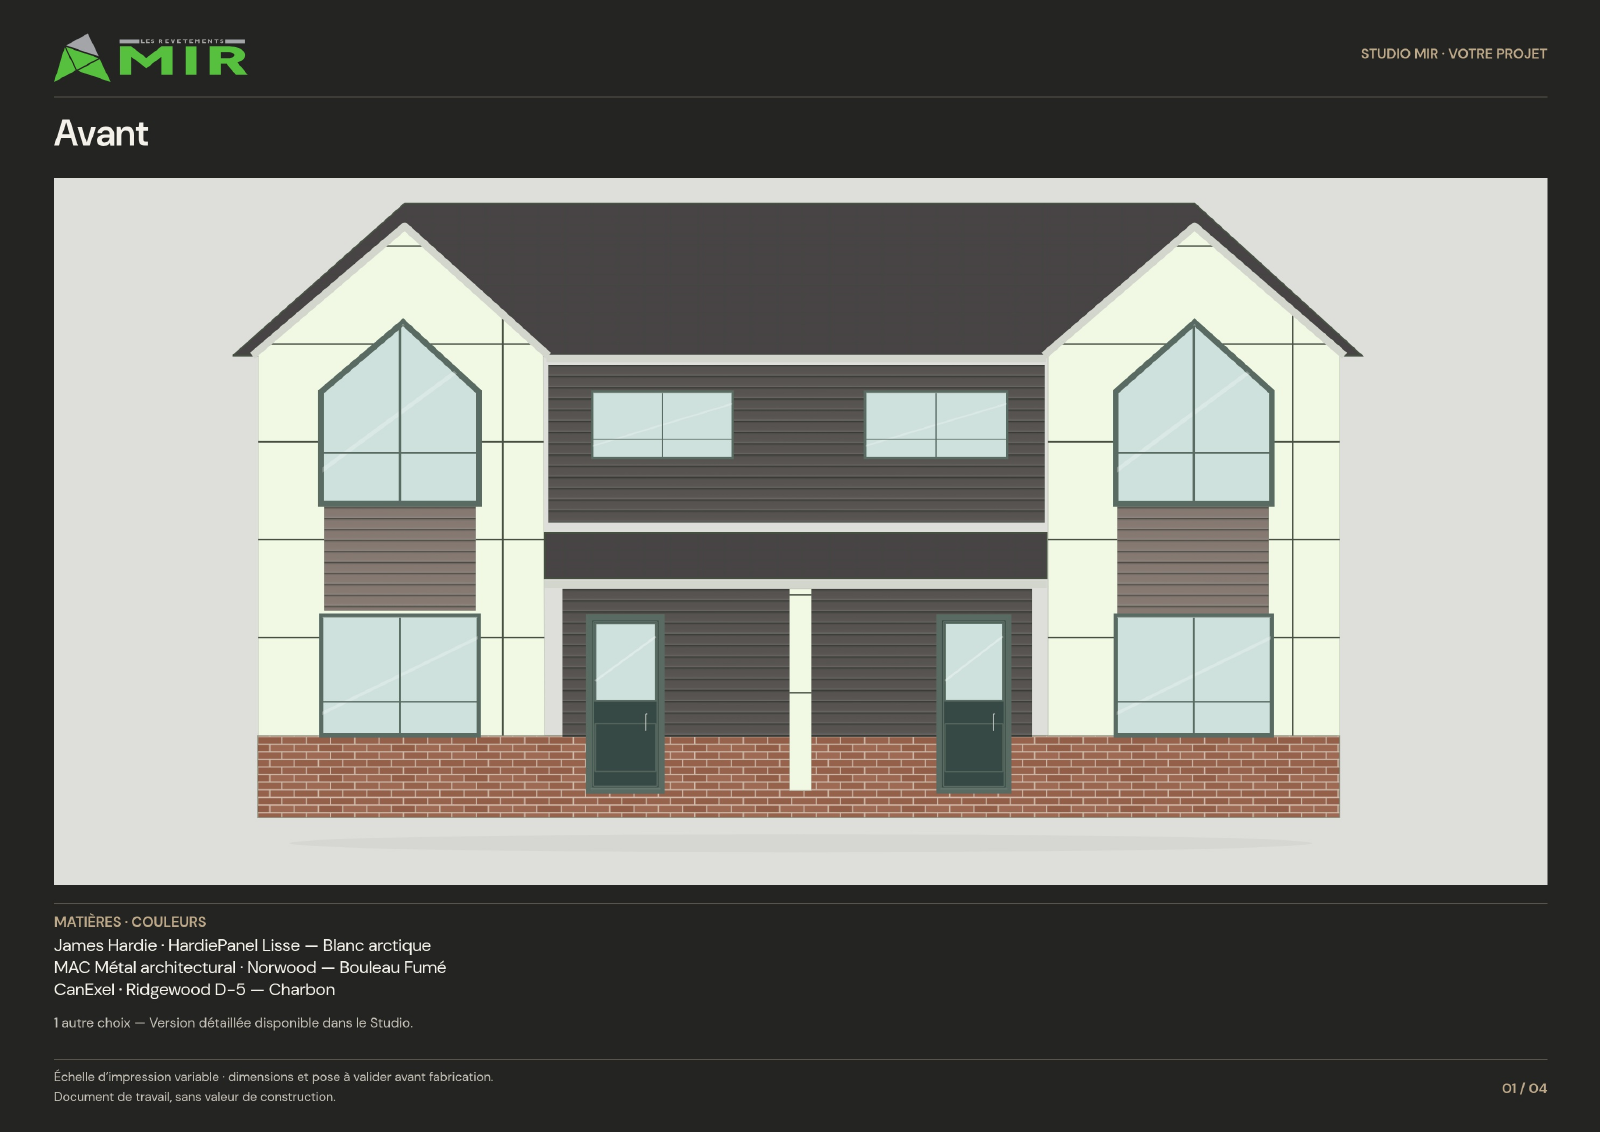 LES REVÊTEMENTS
MIR
STUDIO MIR · VOTRE PROJET
Avant
MATIÈRES · COULEURS
James Hardie · HardiePanel Lisse — Blanc arctique
MAC Métal architectural · Norwood — Bouleau Fumé
CanExel · Ridgewood D-5 — Charbon
1 autre choix — Version détaillée disponible dans le Studio.
Échelle d’impression variable · dimensions et pose à valider avant fabrication.
Document de travail, sans valeur de construction.
01 / 04